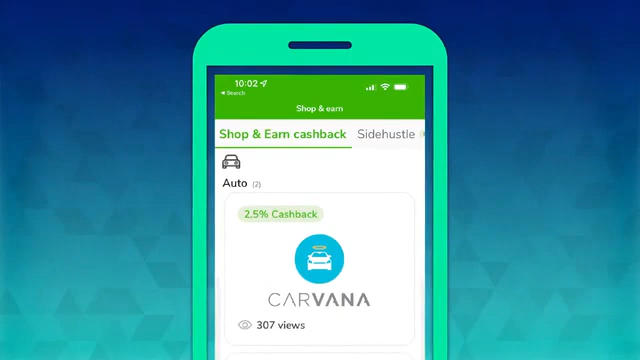 10:02
◄ Search
Shop & earn
Shop & Earn cashback
Sidehustle
Auto (2)
2.5% Cashback
CARVANA
307 views